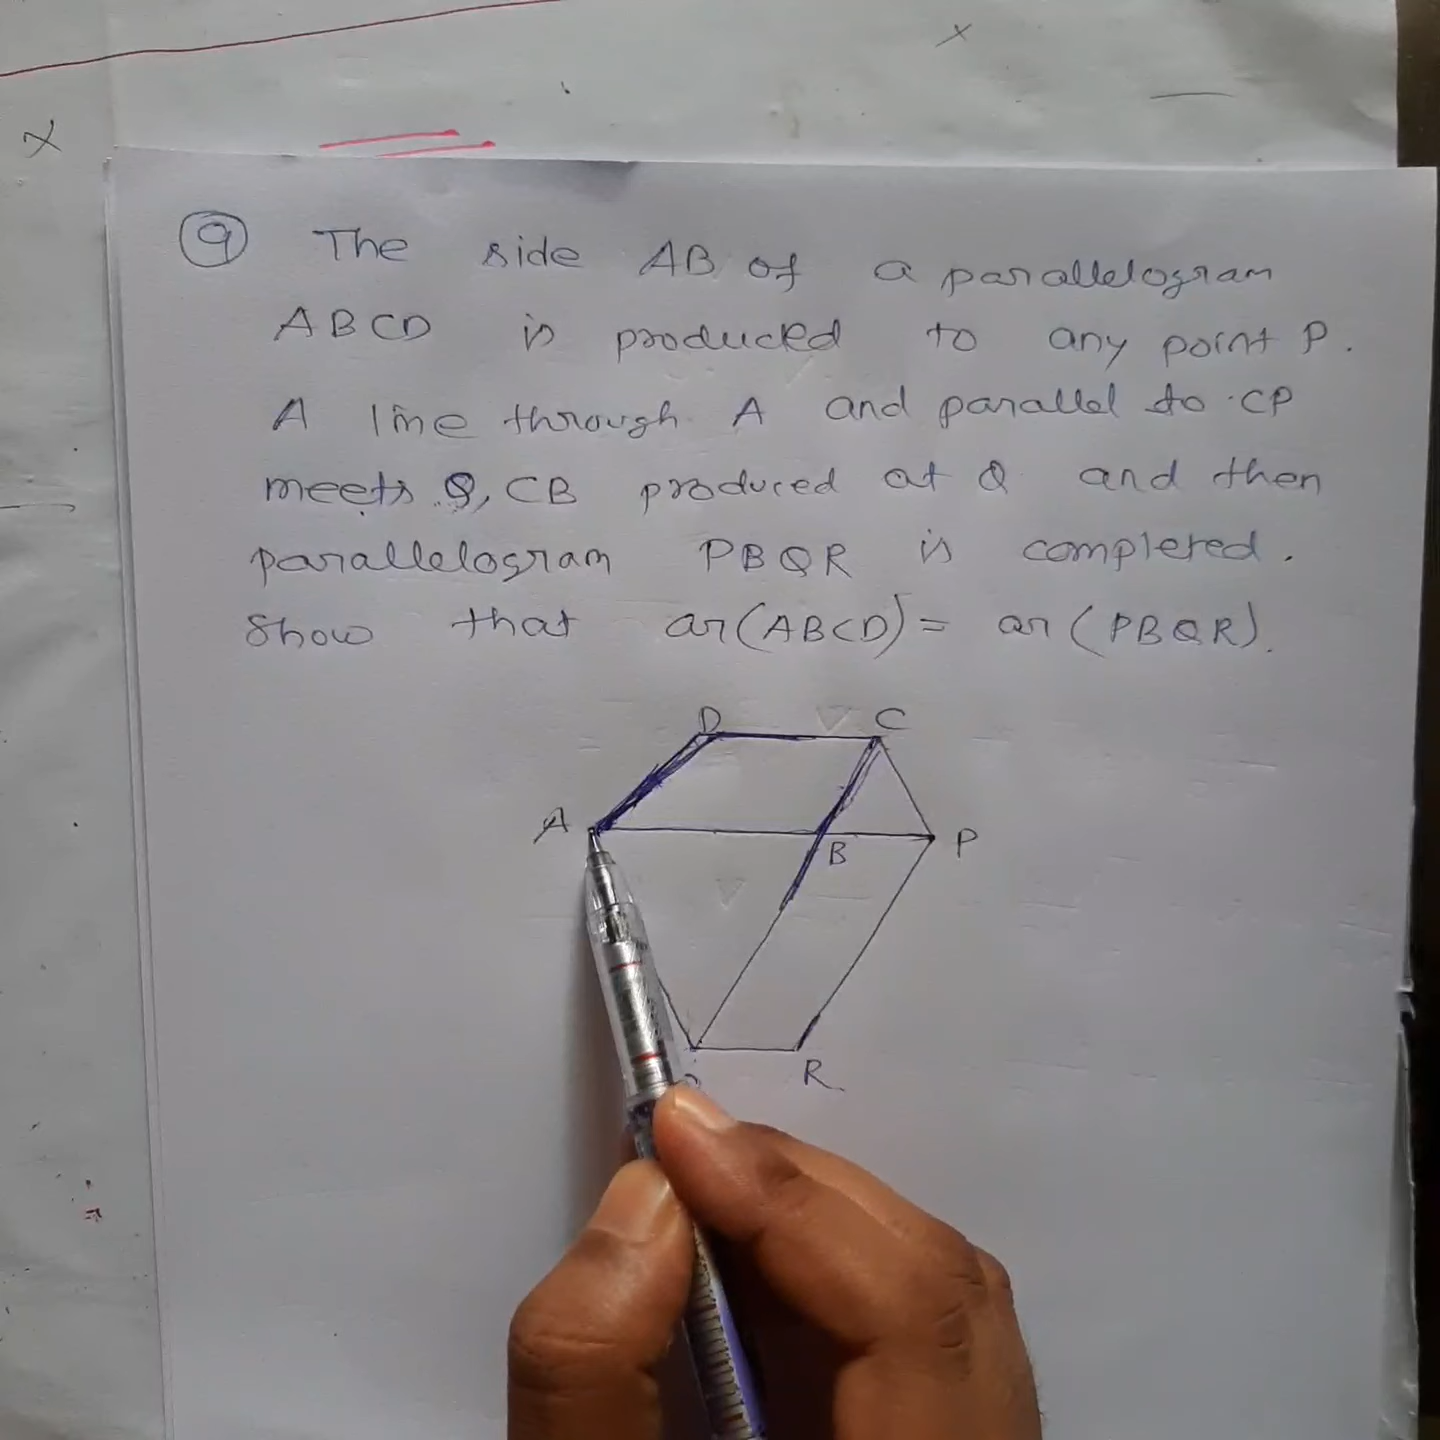 9 The side AB of a parallelogram
ABCD is produced to any point P.
A line through A and parallel to CP
meets Q, CB produced at Q and then
parallelogram PBQR is completed.
Show that ar(ABCD) = ar(PBQR).
D C
A B P
R